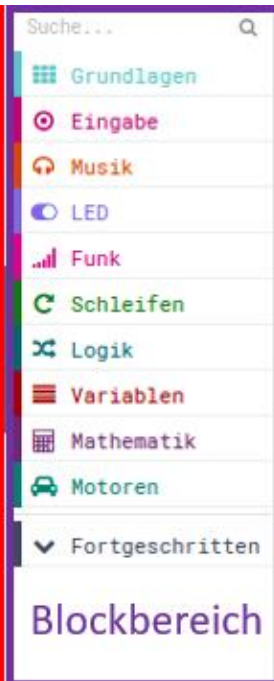 Suche...
Grundlagen
Eingabe
Musik
LED
Funk
Schleifen
Logik
Variablen
Mathematik
Motoren
Fortgeschritten
Blockbereich